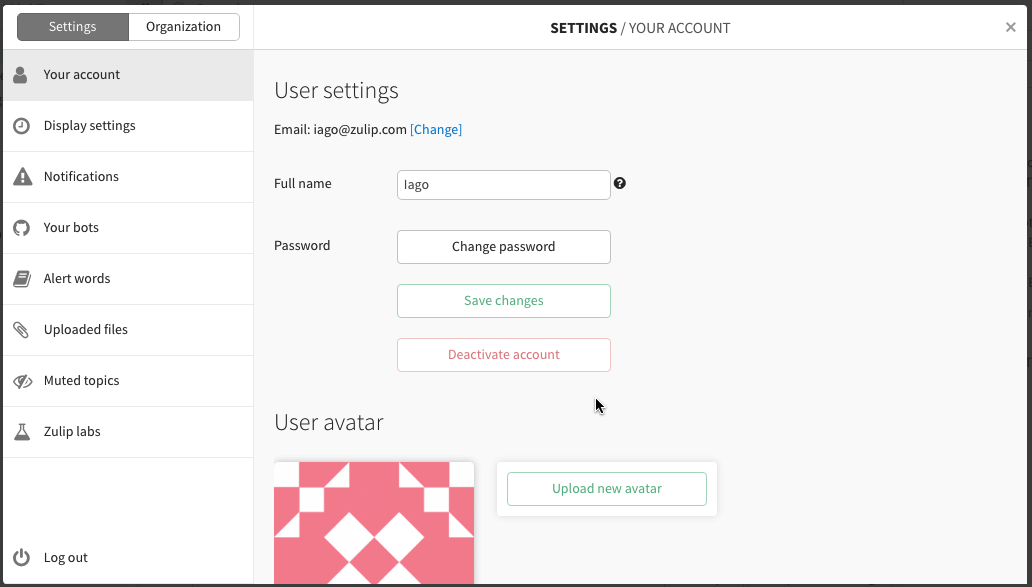 Settings
Organization
SETTINGS / YOUR ACCOUNT
Your account
Display settings
Notifications
Your bots
Alert words
Uploaded files
Muted topics
Zulip labs
Log out
User settings
Email: iago@zulip.com [Change]
Full name
Iago
Password
Change password
Save changes
Deactivate account
User avatar
Upload new avatar